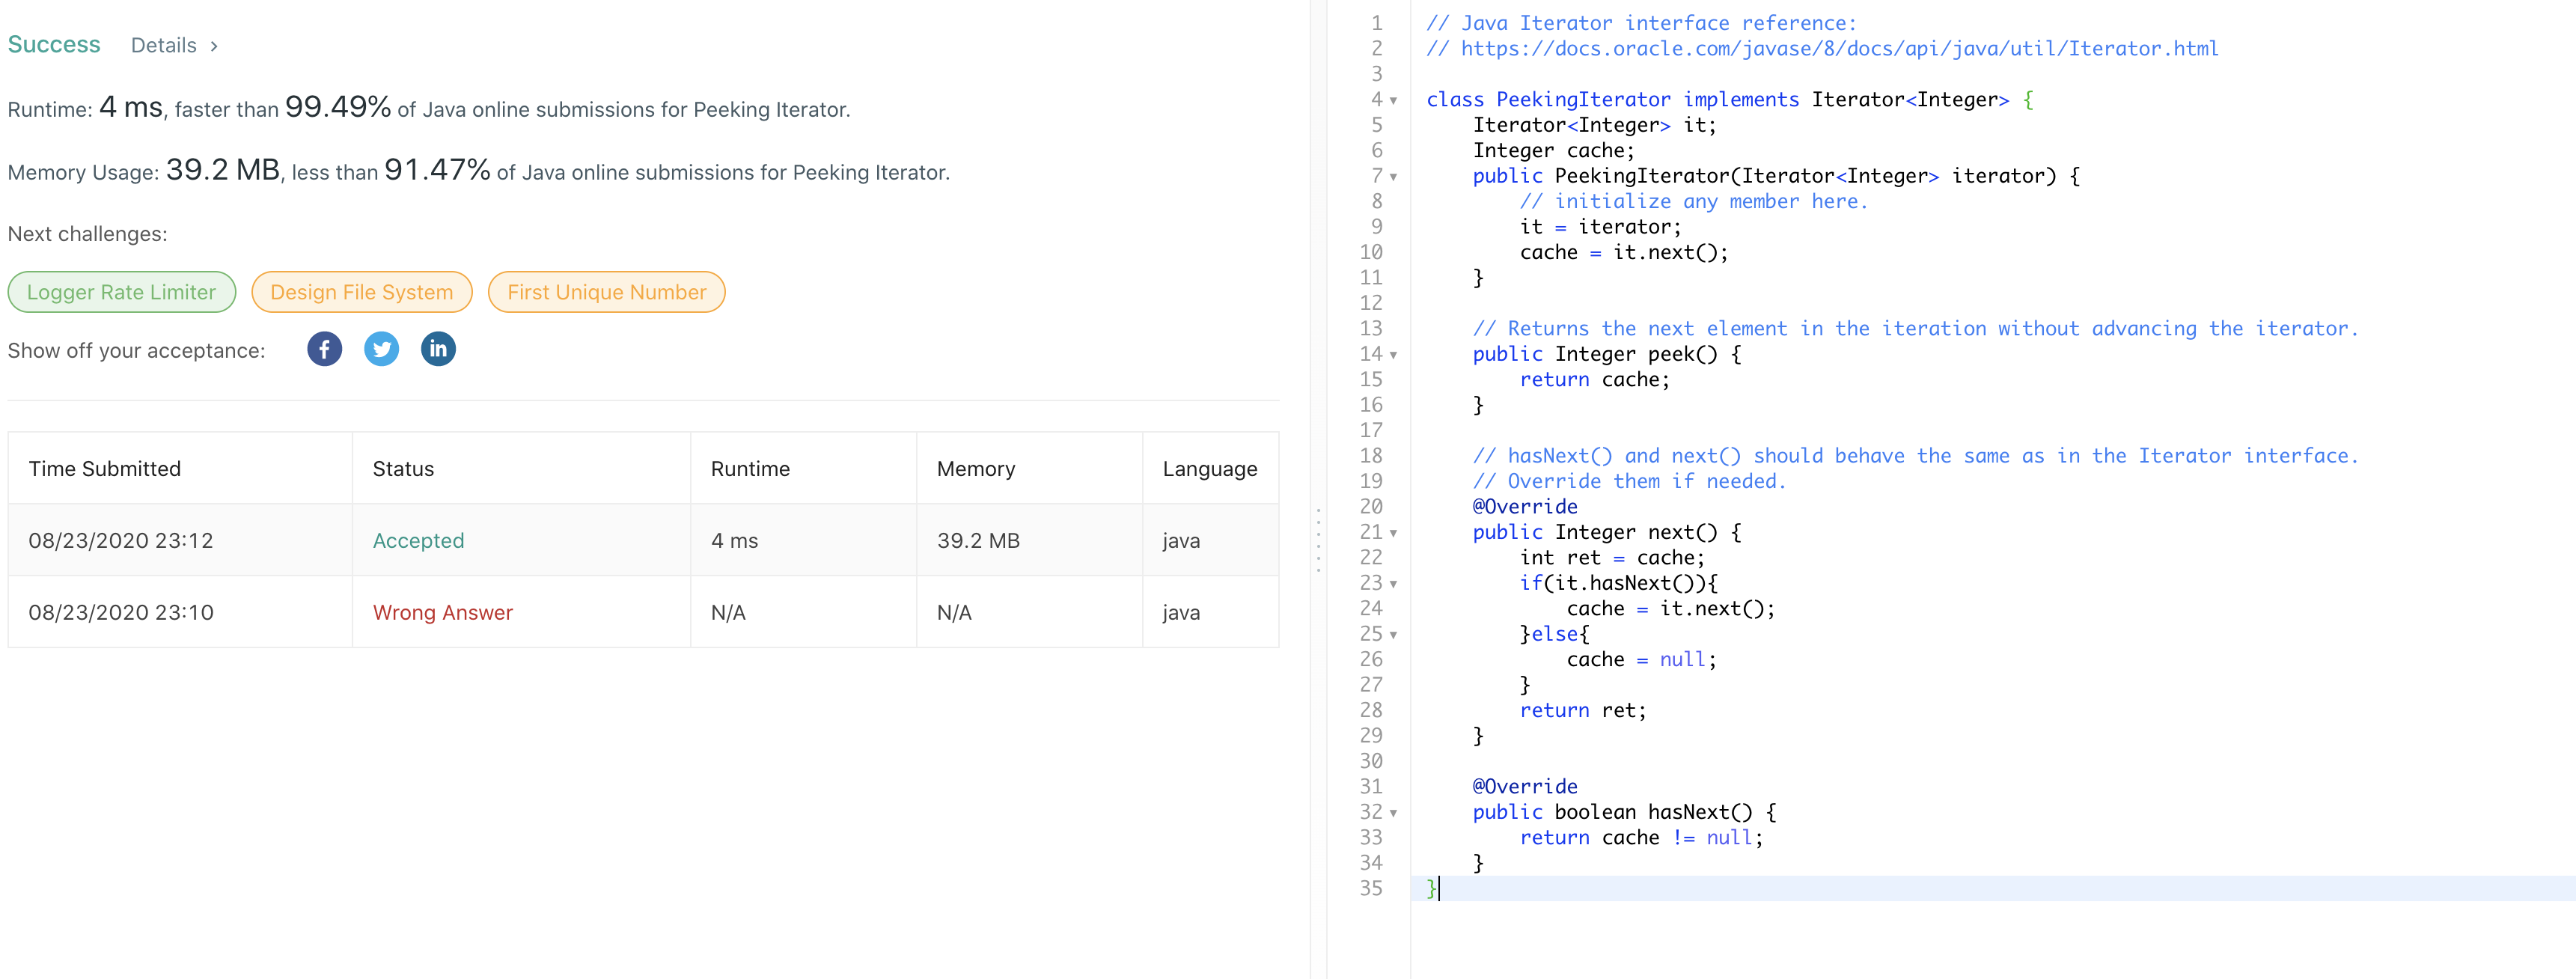 Success Details >
Runtime: 4 ms, faster than 99.49% of Java online submissions for Peeking Iterator.
Memory Usage: 39.2 MB, less than 91.47% of Java online submissions for Peeking Iterator.
Next challenges:
Logger Rate Limiter Design File System First Unique Number
Show off your acceptance: f in
Time Submitted Status Runtime Memory Language
08/23/2020 23:12 Accepted 4 ms 39.2 MB java
08/23/2020 23:10 Wrong Answer N/A N/A java
1 // Java Iterator interface reference:
2 // https://docs.oracle.com/javase/8/docs/api/java/util/Iterator.html
3
4 class PeekingIterator implements Iterator<Integer> {
5     Iterator<Integer> it;
6     Integer cache;
7     public PeekingIterator(Iterator<Integer> iterator) {
8         // initialize any member here.
9         it = iterator;
10         cache = it.next();
11     }
12
13     // Returns the next element in the iteration without advancing the iterator.
14     public Integer peek() {
15         return cache;
16     }
17
18     // hasNext() and next() should behave the same as in the Iterator interface.
19     // Override them if needed.
20     @Override
21     public Integer next() {
22         int ret = cache;
23         if(it.hasNext()){
24             cache = it.next();
25         }else{
26             cache = null;
27         }
28         return ret;
29     }
30
31     @Override
32     public boolean hasNext() {
33         return cache != null;
34     }
35 }